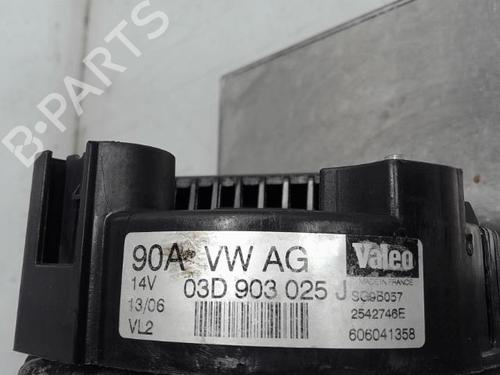 B-PARTS
90A VW AG
14V 03D 903 025 J
13/06
VL2
Valeo
MADE IN FRANCE
SG9B057
2542746E
606041358